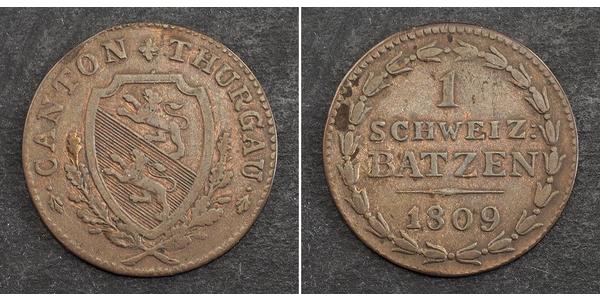 CANTON THURGAU.
1
SCHWEIZ:
BATZEN
1809